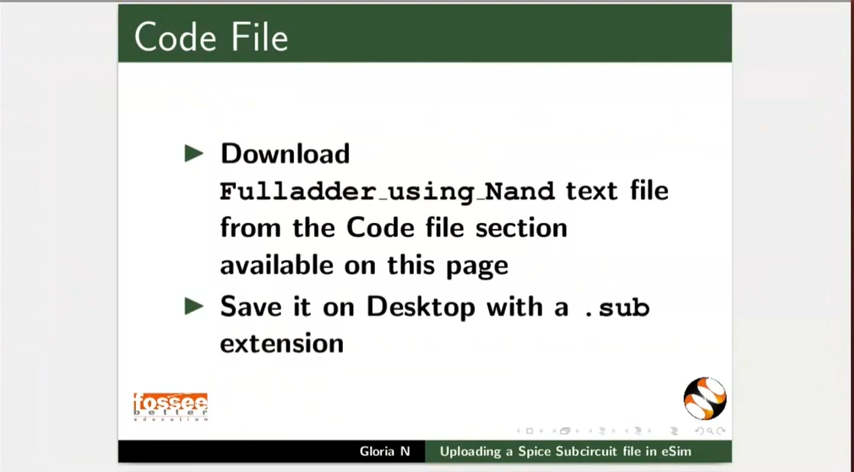 Code File
Download
Fulladder_using_Nand text file
from the Code file section
available on this page
Save it on Desktop with a .sub
extension
fossee
better
education
Gloria N
Uploading a Spice Subcircuit file in eSim